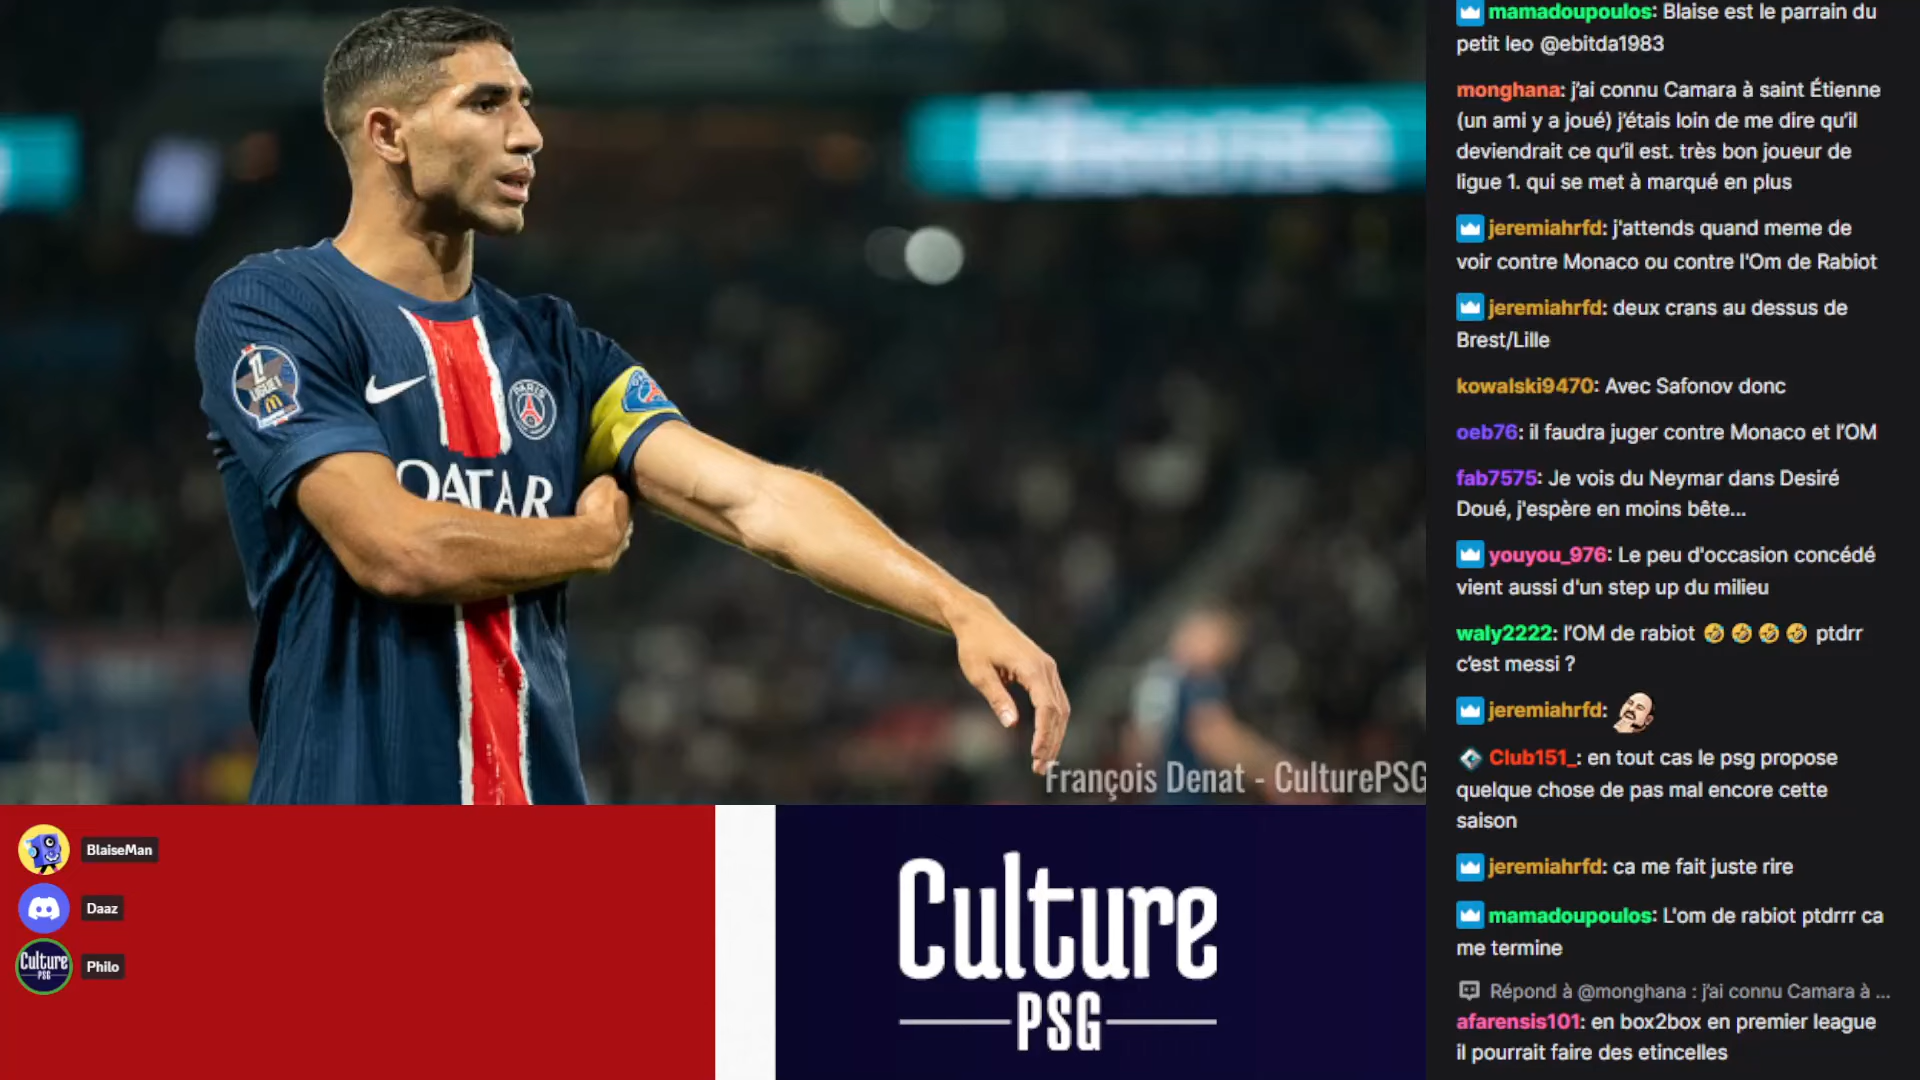 LIGUE 1
PARIS
QATAR
François Denat - CulturePSG
BlaiseMan
Daaz
Culture
PSG
Philo
Culture
PSG
mamadoupoulos: Blaise est le parrain du
petit leo @ebitda1983
monghana: j'ai connu Camara à saint Étienne
(un ami y a joué) j'étais loin de me dire qu'il
deviendrait ce qu'il est. très bon joueur de
ligue 1. qui se met à marqué en plus
jeremiahrfd: j'attends quand meme de
voir contre Monaco ou contre l'Om de Rabiot
jeremiahrfd: deux crans au dessus de
Brest/Lille
kowalski9470: Avec Safonov donc
oeb76: il faudra juger contre Monaco et l'OM
fab7575: Je vois du Neymar dans Desiré
Doué, j'espère en moins bête...
youyou_976: Le peu d'occasion concédé
vient aussi d'un step up du milieu
waly2222: l'OM de rabiot 🤣 🤣 🤣 🤣 ptdrr
c'est messi ?
jeremiahrfd:
Club151_: en tout cas le psg propose
quelque chose de pas mal encore cette
saison
jeremiahrfd: ca me fait juste rire
mamadoupoulos: L'om de rabiot ptdrrr ca
me termine
Répond à @monghana : j'ai connu Camara à ...
afarensis101: en box2box en premier league
il pourrait faire des etincelles